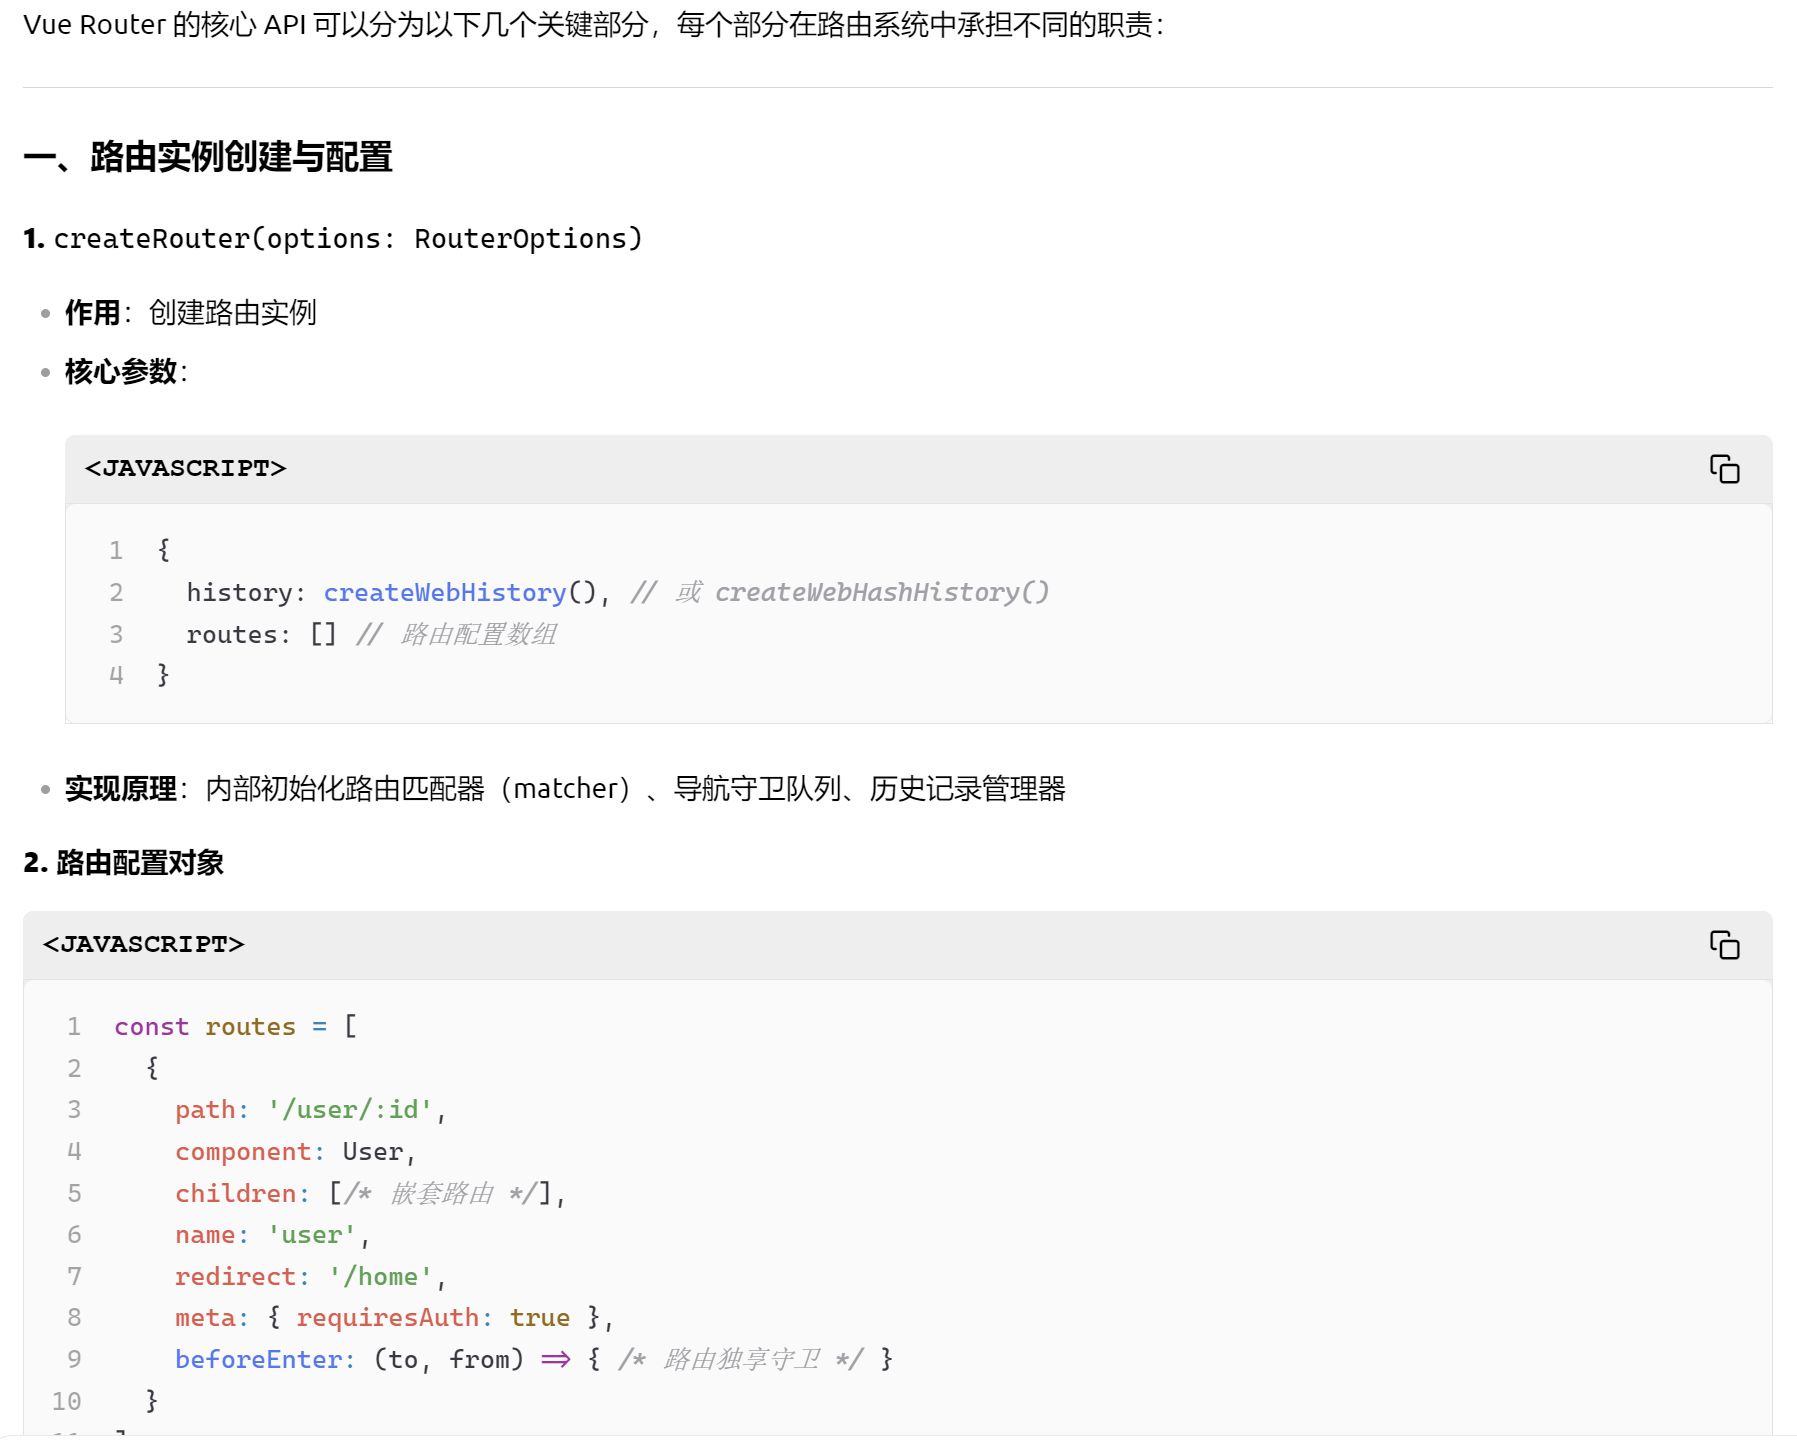 Vue Router 的核心 API 可以分为以下几个关键部分，每个部分在路由系统中承担不同的职责：
一、路由实例创建与配置
1. createRouter(options: RouterOptions)
作用：创建路由实例
核心参数：
<JAVASCRIPT>
1 {
2   history: createWebHistory(), // 或 createWebHashHistory()
3   routes: [] // 路由配置数组
4 }
实现原理：内部初始化路由匹配器（matcher）、导航守卫队列、历史记录管理器
2. 路由配置对象
<JAVASCRIPT>
1 const routes = [
2   {
3     path: '/user/:id',
4     component: User,
5     children: [/* 嵌套路由 */],
6     name: 'user',
7     redirect: '/home',
8     meta: { requiresAuth: true },
9     beforeEnter: (to, from) => { /* 路由独享守卫 */ }
10   }